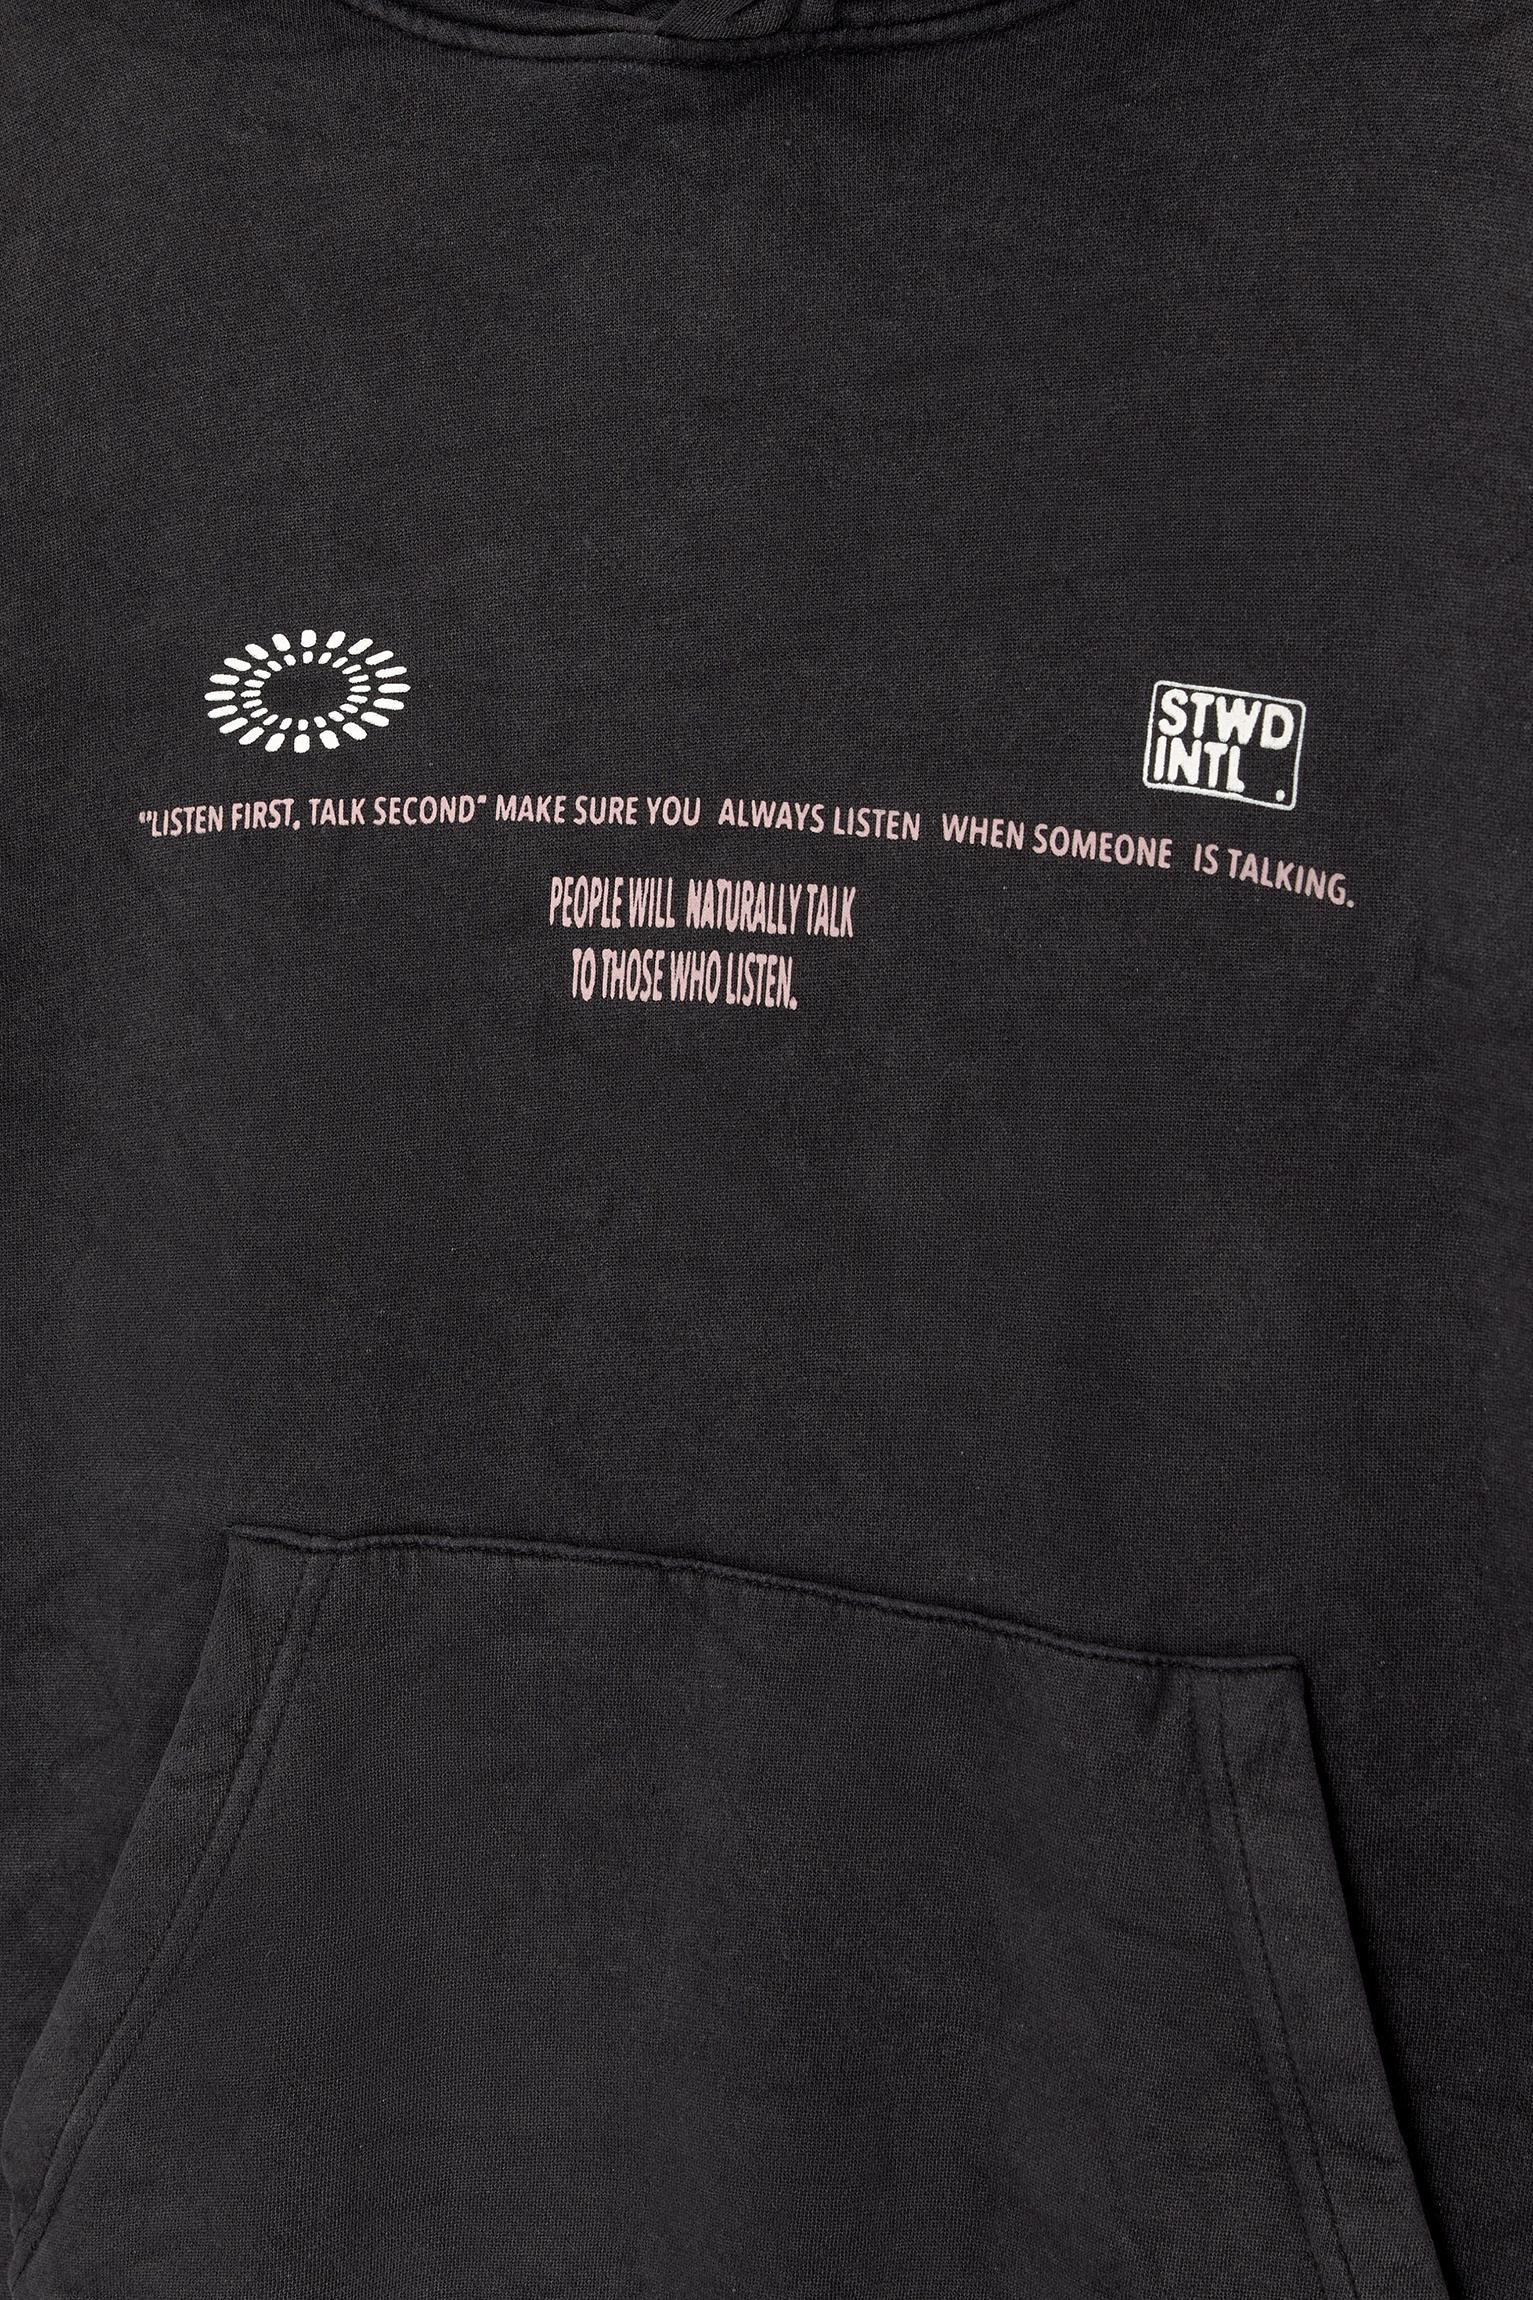 STWD
INTL .
"LISTEN FIRST, TALK SECOND" MAKE SURE YOU ALWAYS LISTEN WHEN SOMEONE IS TALKING.
PEOPLE WILL NATURALLY TALK
TO THOSE WHO LISTEN.